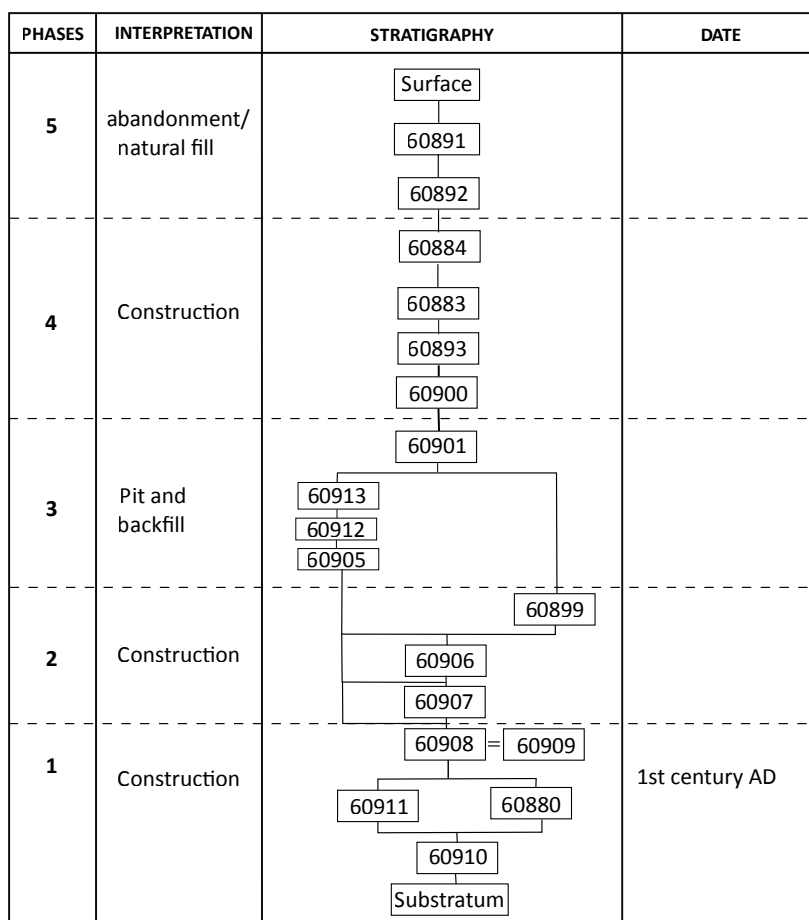 PHASES INTERPRETATION STRATIGRAPHY DATE
Surface
5
abandonment/
natural fill
60891
60892
60884
4
Construction
60883
60893
60900
60901
3
Pit and
backfill
60913
60912
60905
60899
2
Construction
60906
60907
1
Construction
60908 = 60909
1st century AD
60911 60880
60910
Substratum